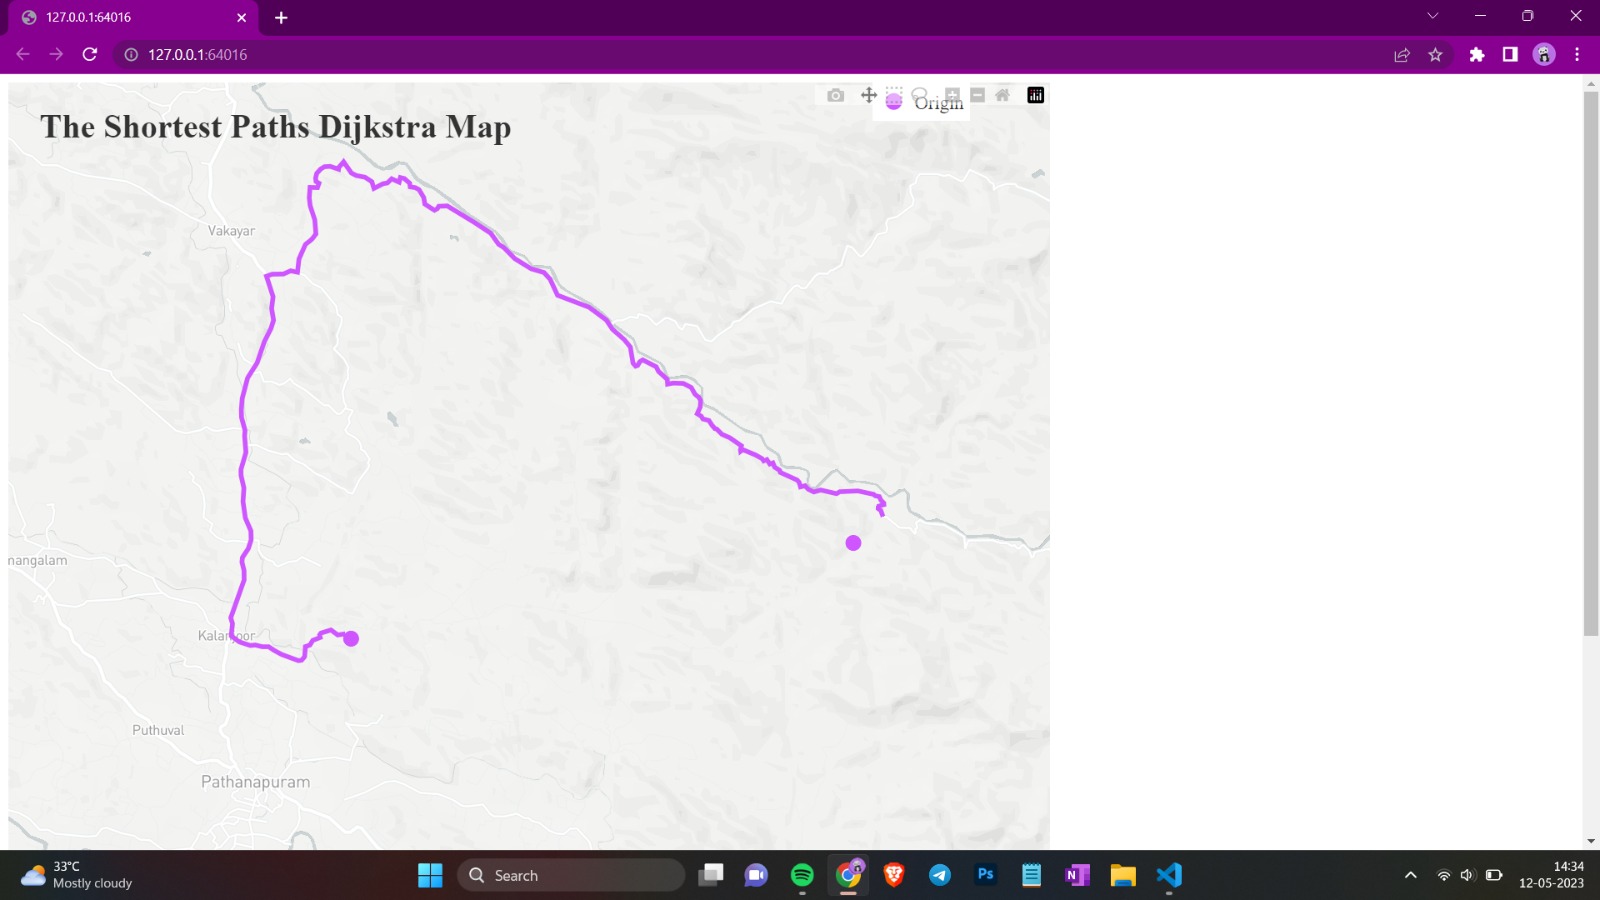 127.0.0.1:64016
127.0.0.1:64016
Origin
The Shortest Paths Dijkstra Map
Vakayar
nangalam
Kalanjoor
Puthuval
Pathanapuram
33°C
Mostly cloudy
Search
Ps
N
14:34
12-05-2023